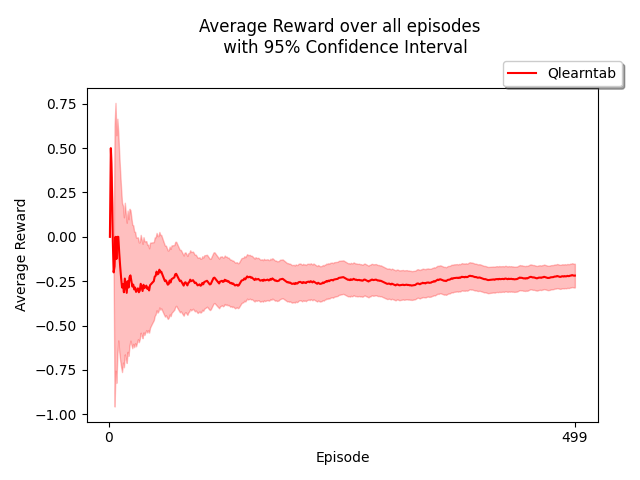 Average Reward over all episodes
with 95% Confidence Interval
Qlearntab
Average Reward
0.75
0.50
0.25
0.00
−0.25
−0.50
−0.75
−1.00
0
499
Episode